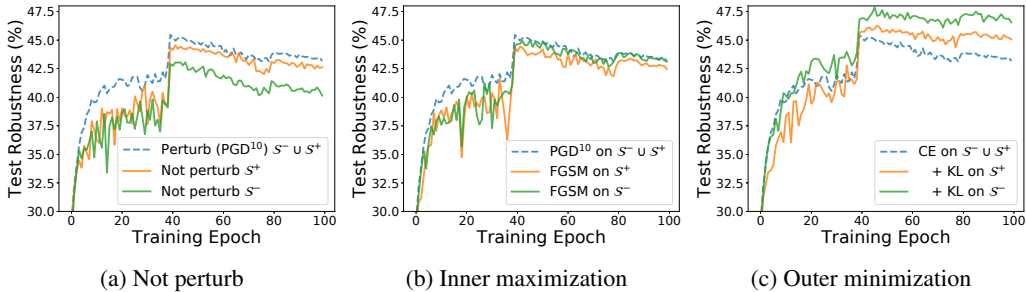 Test Robustness (%)
47.5
45.0
42.5
40.0
37.5
35.0
32.5
30.0
Perturb (PGD¹⁰) 𝒮⁻ ∪ 𝒮⁺
Not perturb 𝒮⁺
Not perturb 𝒮⁻
0 20 40 60 80 100
Training Epoch
(a) Not perturb
Test Robustness (%)
47.5
45.0
42.5
40.0
37.5
35.0
32.5
30.0
PGD¹⁰ on 𝒮⁻ ∪ 𝒮⁺
FGSM on 𝒮⁺
FGSM on 𝒮⁻
0 20 40 60 80 100
Training Epoch
(b) Inner maximization
Test Robustness (%)
47.5
45.0
42.5
40.0
37.5
35.0
32.5
30.0
CE on 𝒮⁻ ∪ 𝒮⁺
+ KL on 𝒮⁺
+ KL on 𝒮⁻
0 20 40 60 80 100
Training Epoch
(c) Outer minimization